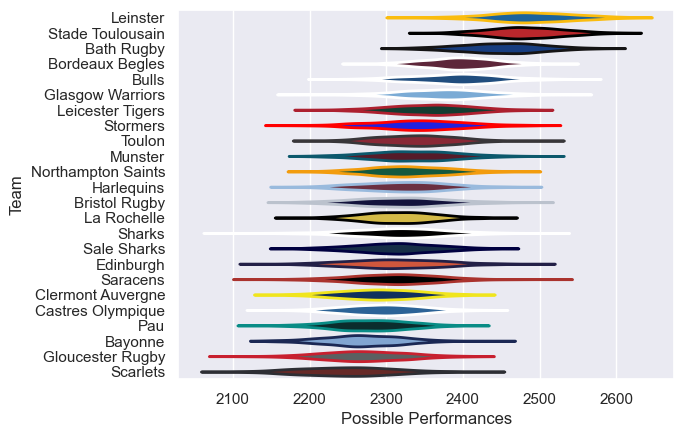 Leinster
Stade Toulousain
Bath Rugby
Bordeaux Begles
Bulls
Glasgow Warriors
Leicester Tigers
Stormers
Toulon
Munster
Northampton Saints
Harlequins
Bristol Rugby
La Rochelle
Sharks
Sale Sharks
Edinburgh
Saracens
Clermont Auvergne
Castres Olympique
Pau
Bayonne
Gloucester Rugby
Scarlets
Team
2100 2200 2300 2400 2500 2600
Possible Performances